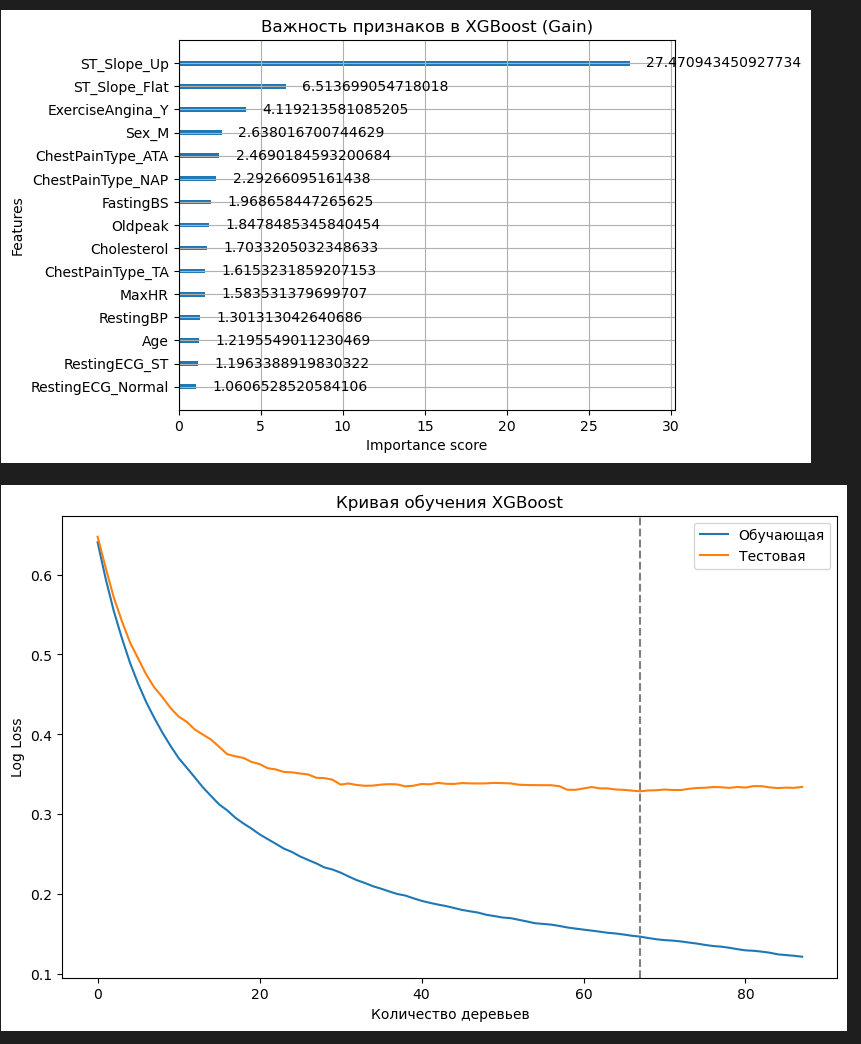 Важность признаков в XGBoost (Gain)
Features
ST_Slope_Up 27.470943450927734
ST_Slope_Flat 6.513699054718018
ExerciseAngina_Y 4.119213581085205
Sex_M 2.638016700744629
ChestPainType_ATA 2.4690184593200684
ChestPainType_NAP 2.29266095161438
FastingBS 1.968658447265625
Oldpeak 1.8478485345840454
Cholesterol 1.7033205032348633
ChestPainType_TA 1.6153231859207153
MaxHR 1.583531379699707
RestingBP 1.301313042640686
Age 1.2195549011230469
RestingECG_ST 1.1963388919830322
RestingECG_Normal 1.0606528520584106
0 5 10 15 20 25 30
Importance score
Кривая обучения XGBoost
Обучающая
Тестовая
Log Loss
0.6
0.5
0.4
0.3
0.2
0.1
0 20 40 60 80
Количество деревьев